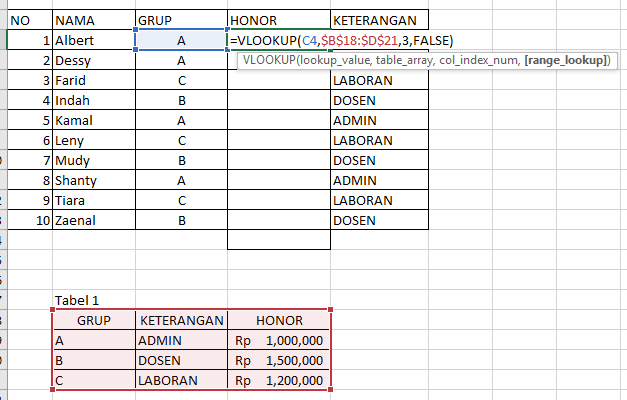 NO NAMA GRUP HONOR KETERANGAN
1 Albert A =VLOOKUP(C4,$B$18:$D$21,3,FALSE)
VLOOKUP(lookup_value, table_array, col_index_num, [range_lookup])
2 Dessy A
3 Farid C LABORAN
4 Indah B DOSEN
5 Kamal A ADMIN
6 Leny C LABORAN
7 Mudy B DOSEN
8 Shanty A ADMIN
9 Tiara C LABORAN
10 Zaenal B DOSEN
Tabel 1
GRUP KETERANGAN HONOR
A ADMIN Rp 1,000,000
B DOSEN Rp 1,500,000
C LABORAN Rp 1,200,000